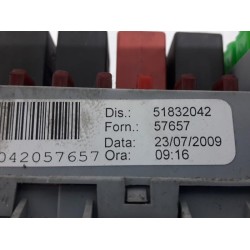 Dis.: 51832042
Forn.: 57657
Data: 23/07/2009
042057657 Ora: 09:16